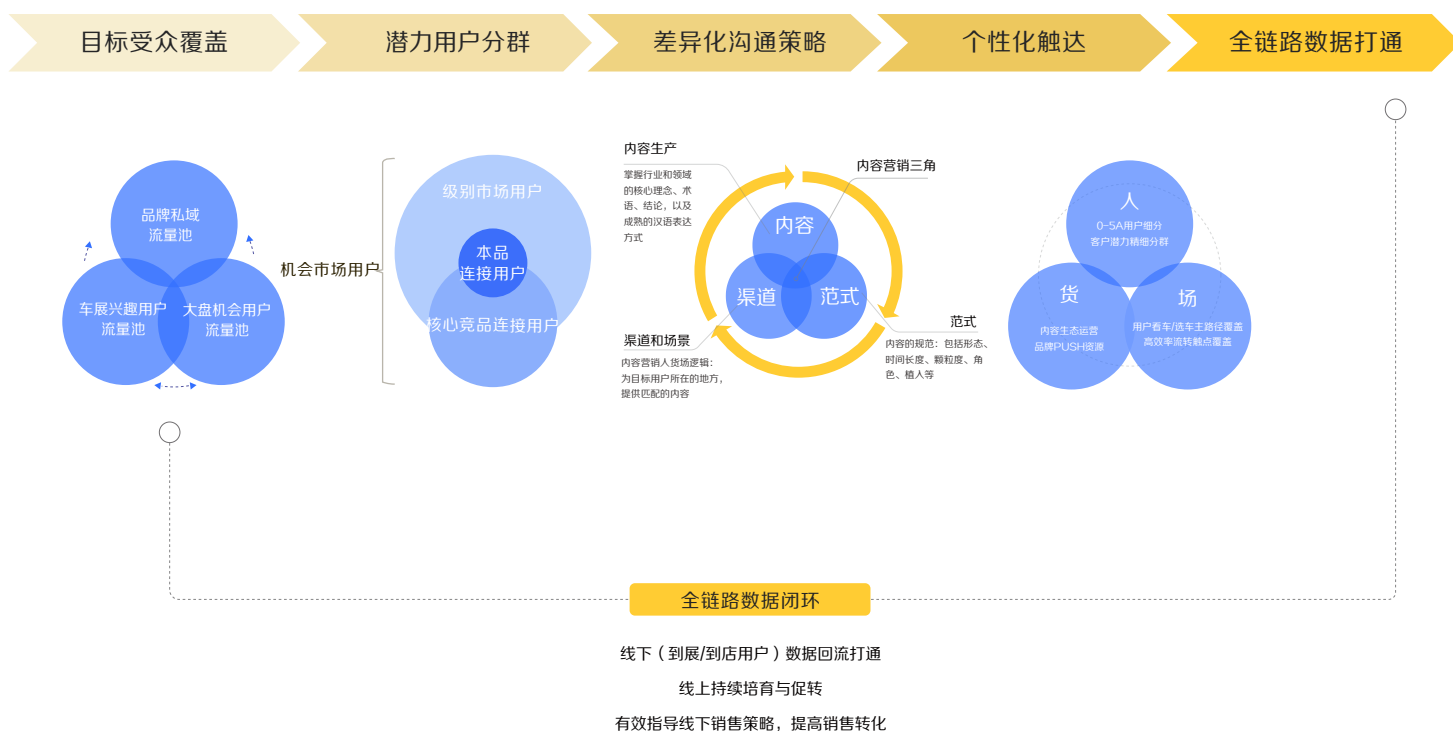 目标受众覆盖
潜力用户分群
差异化沟通策略
个性化触达
全链路数据打通
品牌私域
流量池
车展兴趣用户
流量池
大盘机会用户
流量池
机会市场用户
级别市场用户
本品
连接用户
核心竞品连接用户
内容生产
掌握行业和领域
的核心理念、术
语、结论，以及
成熟的汉语表达
方式
内容营销三角
内容
渠道
范式
渠道和场景
内容营销人货场逻辑：
为目标用户所在的地方，
提供匹配的内容
范式
内容的规范：包括形态、
时间长度、颗粒度、角
色、植入等
人
0-5A用户细分
客户潜力精细分群
货
内容生态运营
品牌PUSH资源
场
用户看车/选车主路径覆盖
高效率流转触点覆盖
全链路数据闭环
线下（到展/到店用户）数据回流打通
线上持续培育与促转
有效指导线下销售策略，提高销售转化